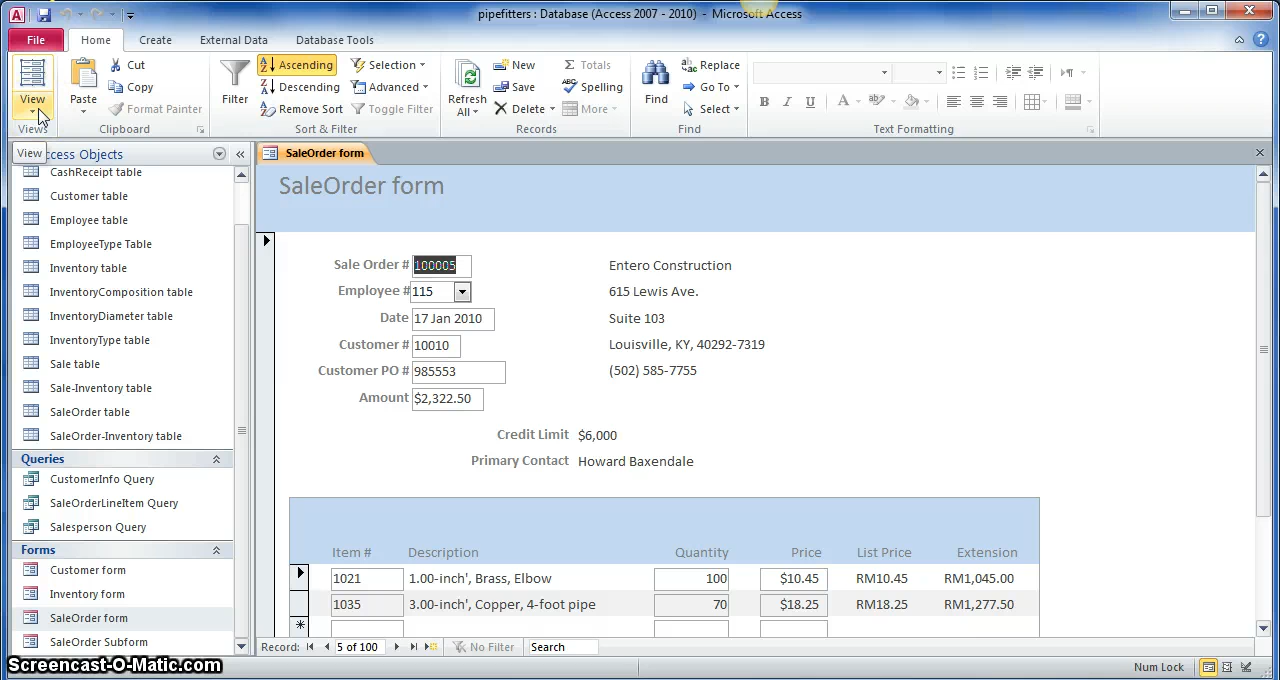 pipefitters : Database (Access 2007 - 2010) - Microsoft Access
File Home Create External Data Database Tools
View
Views
Paste
Cut
Copy
Format Painter
Clipboard
Filter
Ascending
Descending
Remove Sort
Selection
Advanced
Toggle Filter
Sort & Filter
Refresh All
New
Save
Delete
Totals
Spelling
More
Records
Find
Replace
Go To
Select
Find
B I U A
Text Formatting
View
ccess Objects
CashReceipt table
Customer table
Employee table
EmployeeType Table
Inventory table
InventoryComposition table
InventoryDiameter table
InventoryType table
Sale table
Sale-Inventory table
SaleOrder table
SaleOrder-Inventory table
Queries
CustomerInfo Query
SaleOrderLineItem Query
Salesperson Query
Forms
Customer form
Inventory form
SaleOrder form
SaleOrder Subform
SaleOrder form
SaleOrder form
Sale Order # 100005 Entero Construction
Employee # 115 615 Lewis Ave.
Date 17 Jan 2010 Suite 103
Customer # 10010 Louisville, KY, 40292-7319
Customer PO # 985553 (502) 585-7755
Amount $2,322.50
Credit Limit $6,000
Primary Contact Howard Baxendale
Item # Description Quantity Price List Price Extension
1021 1.00-inch', Brass, Elbow 100 $10.45 RM10.45 RM1,045.00
1035 3.00-inch', Copper, 4-foot pipe 70 $18.25 RM18.25 RM1,277.50
Record: 5 of 100 No Filter Search
Screencast-O-Matic.com
Num Lock